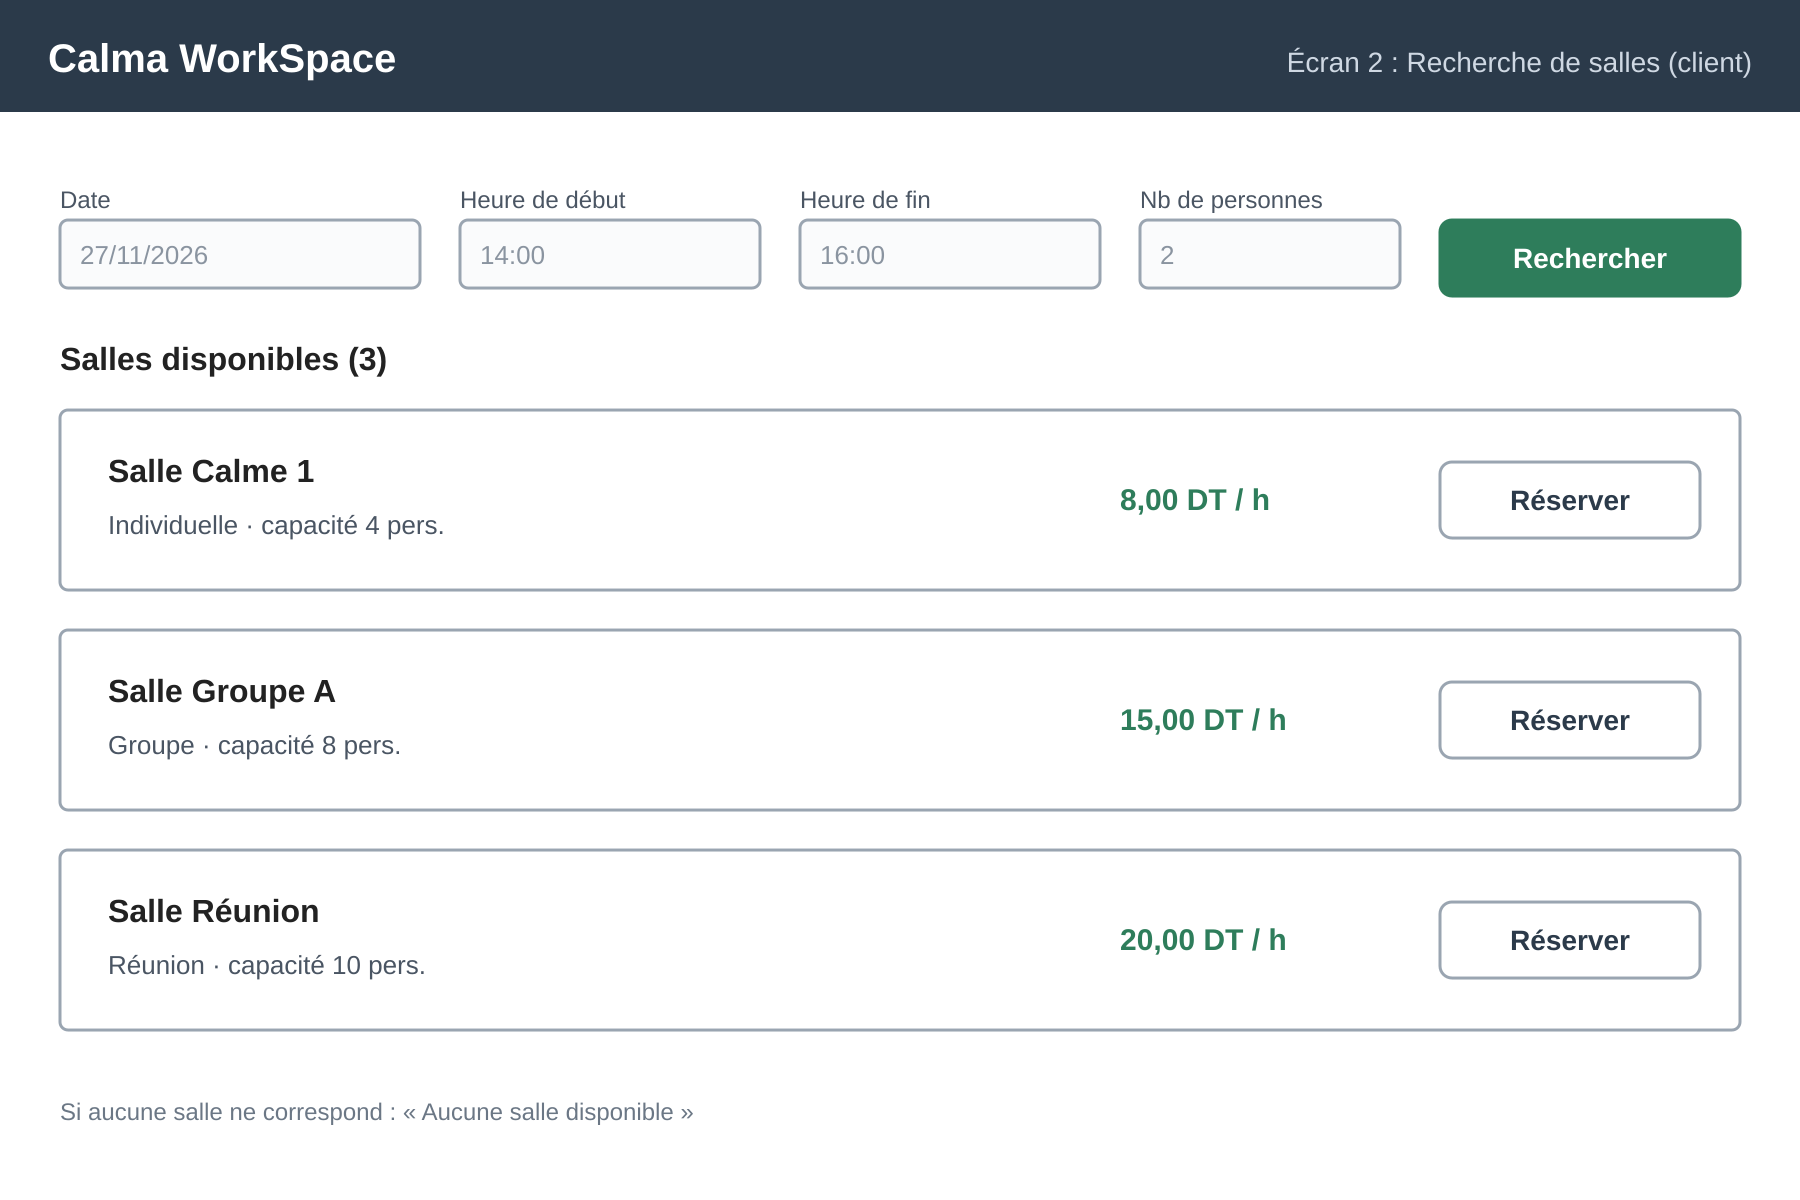 Calma WorkSpace
Écran 2 : Recherche de salles (client)
Date
Heure de début
Heure de fin
Nb de personnes
27/11/2026
14:00
16:00
2
Rechercher
Salles disponibles (3)
Salle Calme 1
Individuelle · capacité 4 pers.
8,00 DT / h
Réserver
Salle Groupe A
Groupe · capacité 8 pers.
15,00 DT / h
Réserver
Salle Réunion
Réunion · capacité 10 pers.
20,00 DT / h
Réserver
Si aucune salle ne correspond : « Aucune salle disponible »